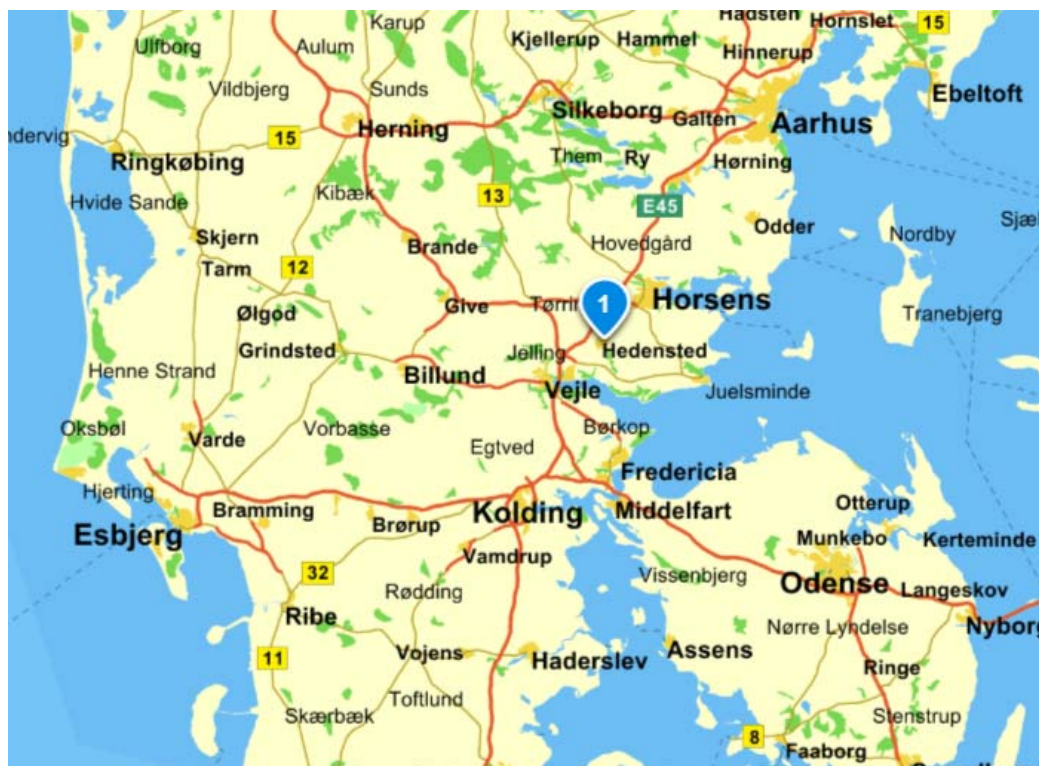 Karup
Hadsten
Hornslet
15
Ulfborg
Aulum
Kjellerup
Hammel
Hinnerup
Vildbjerg
Sunds
Silkeborg
Galten
Ebeltoft
15
Herning
Aarhus
Ringkøbing
Them
Ry
Hørning
Kibæk
13
Hvide Sande
E45
Odder
Sjæl
Skjern
Brande
Hovedgård
Nordby
Tarm
12
Give
Tørrin
1
Horsens
Ølgod
Tranebjerg
Grindsted
Jelling
Hedensted
Henne Strand
Billund
Vejle
Juelsminde
Oksbøl
Varde
Vorbasse
Egtved
Børkop
Hjerting
Fredericia
Bramming
Brørup
Kolding
Middelfart
Otterup
Esbjerg
Munkebo
Kerteminde
32
Vamdrup
Vissenbjerg
Odense
Langeskov
Ribe
Rødding
Nørre Lyndelse
Nyborg
11
Vojens
Haderslev
Assens
Ringe
Skærbæk
Toftlund
Stenstrup
8
Faaborg